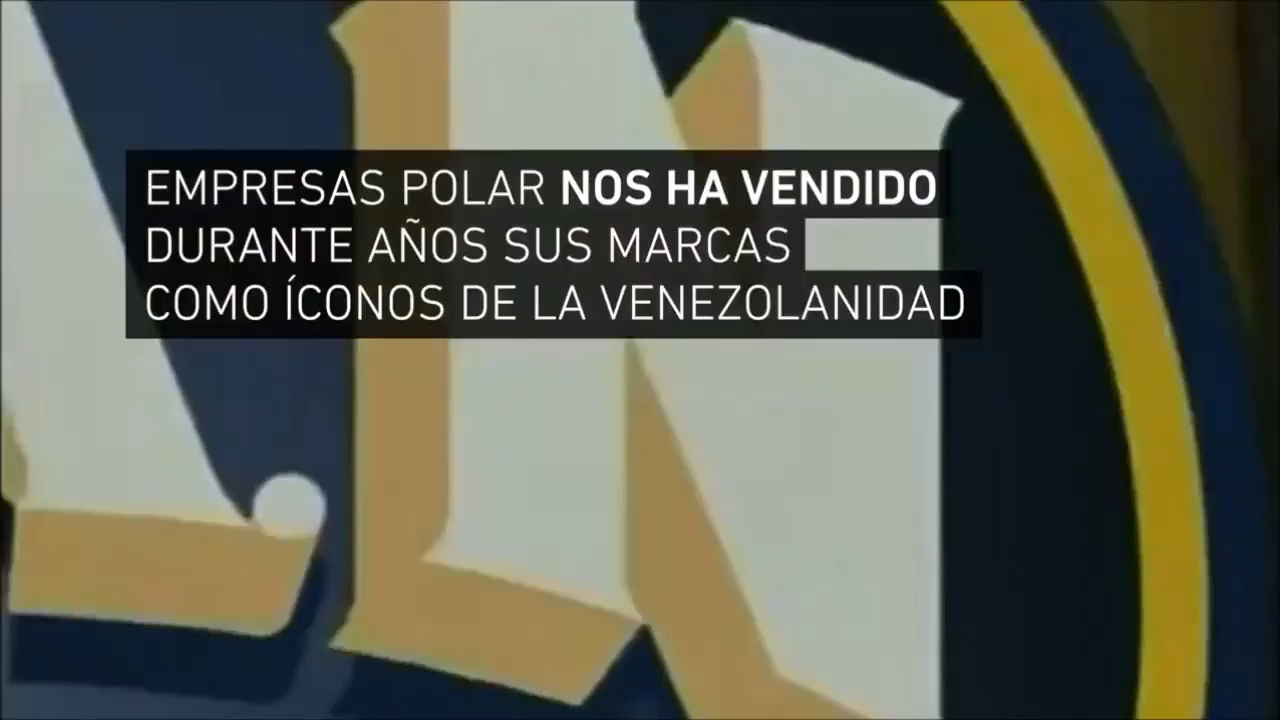 EMPRESAS POLAR NOS HA VENDIDO
DURANTE AÑOS SUS MARCAS
COMO ÍCONOS DE LA VENEZOLANIDAD